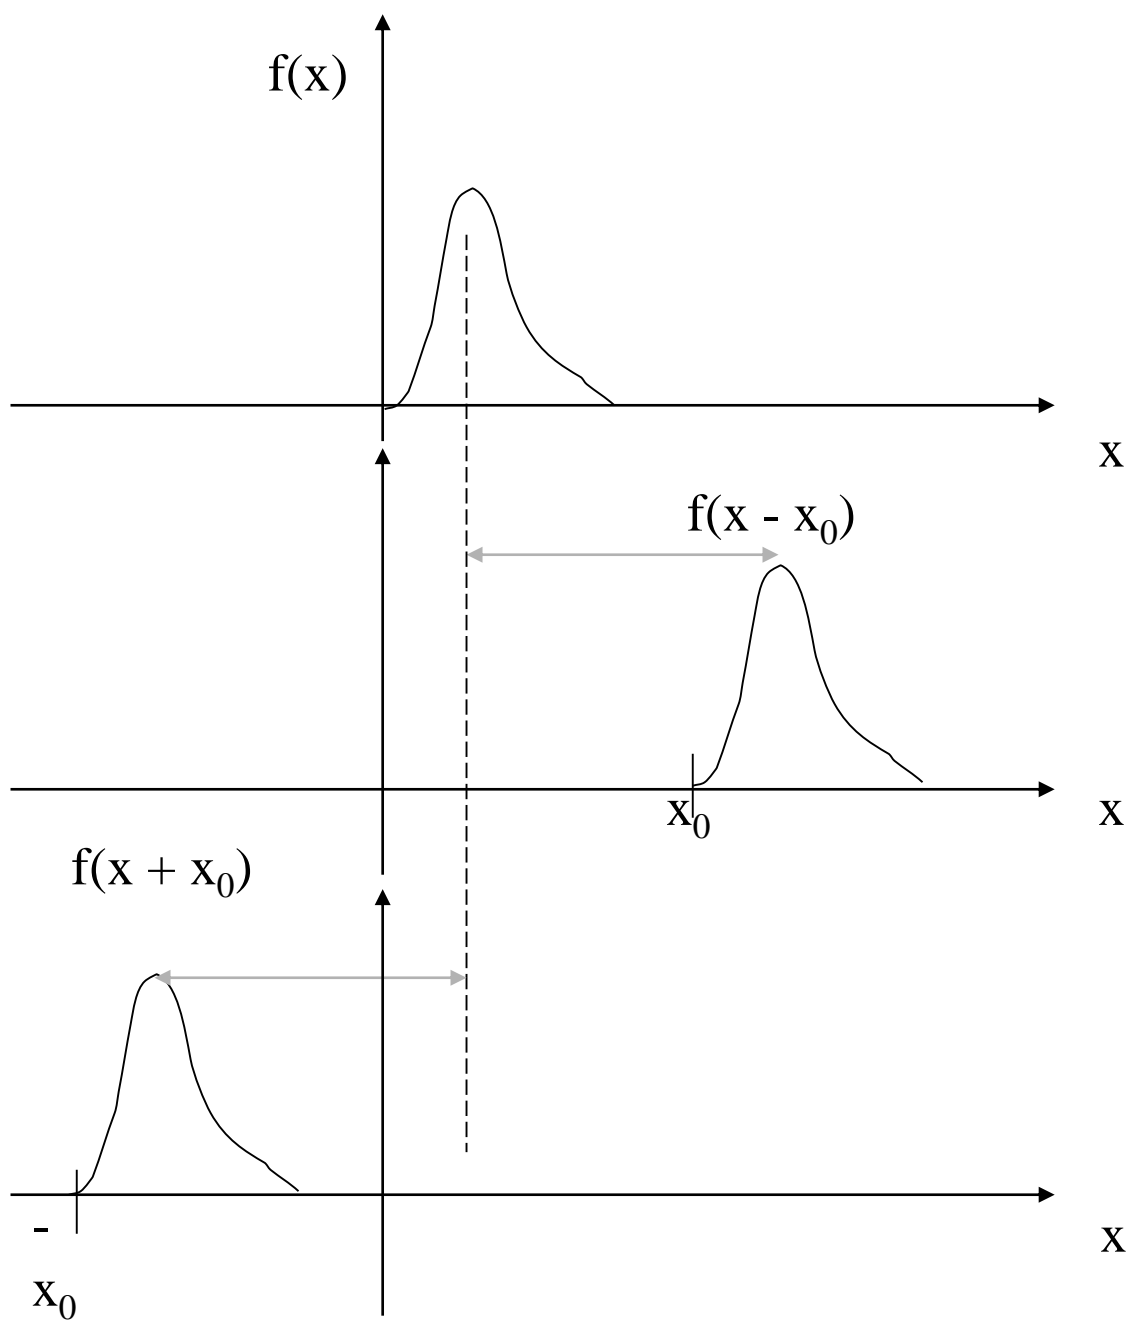 f(x)
x
f(x - x₀)
x₀
x
f(x + x₀)
-
x₀
x